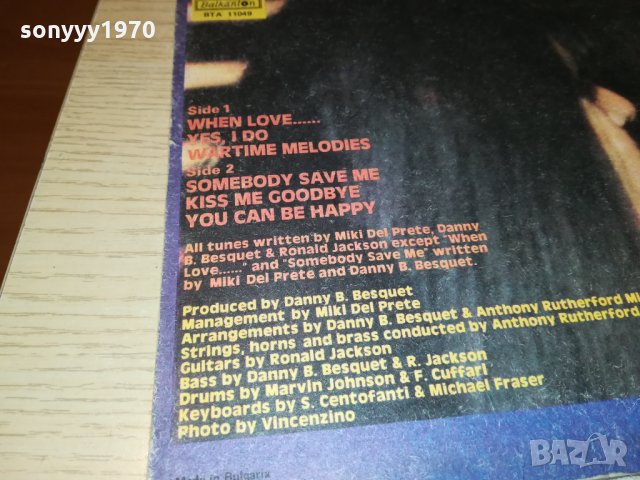 sonyyy1970
Balkanton
BTA 11049
Side 1
WHEN LOVE......
YES, I DO
WARTIME MELODIES
Side 2
SOMEBODY SAVE ME
KISS ME GOODBYE
YOU CAN BE HAPPY
All tunes written by Miki Del Prete, Danny
B. Besquet & Ronald Jackson except "When
Love......" and "Somebody Save Me" written
by Miki Del Prete and Danny B. Besquet.
Produced by Danny B. Besquet
Management by Miki Del Prete
Arrangements by Danny B. Besquet & Anthony Rutherford Mi
Strings, horns and brass conducted by Anthony Rutherford
Guitars by Ronald Jackson
Bass by Danny B. Besquet & R. Jackson
Drums by Marvin Johnson & F. Cuffari
Keyboards by S. Centofanti & Michael Fraser
Photo by Vincenzino
Made in Bulgaria
BAZAR